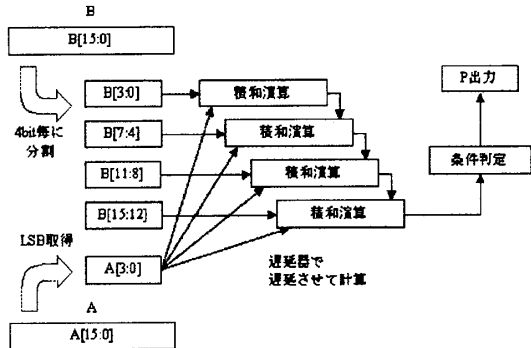 B
B[15:0]
4bit毎に
分割
B[3:0]
積和演算
B[7:4]
積和演算
B[11:8]
積和演算
B[15:12]
積和演算
P出力
条件判定
LSB取得
A[3:0]
遅延器で
遅延させて計算
A
A[15:0]